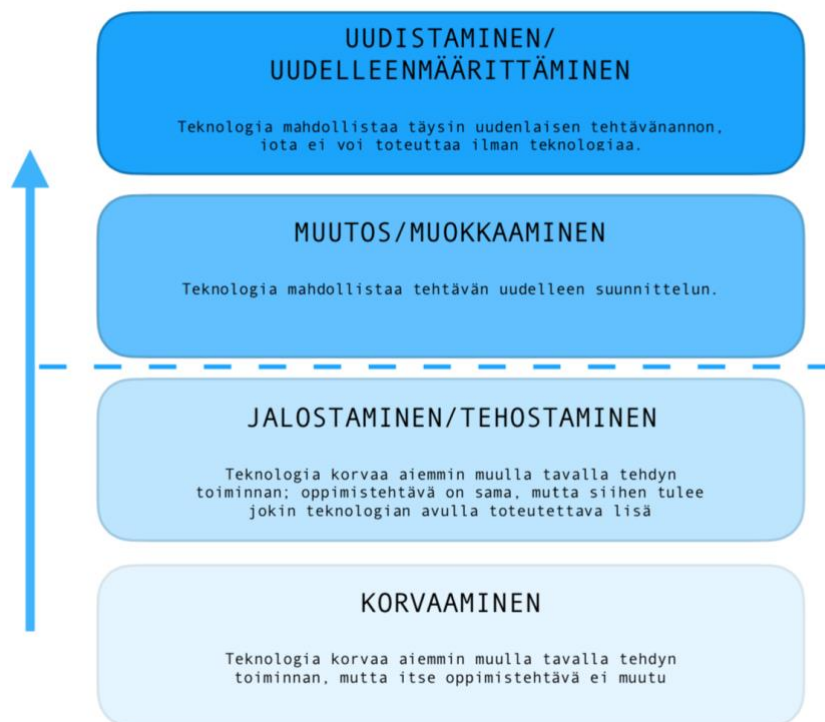 UUDISTAMINEN/
UUDELLEENMÄÄRITTÄMINEN
Teknologia mahdollistaa täysin uudenlaisen tehtävänannon,
jota ei voi toteuttaa ilman teknologiaa.
MUUTOS/MUOKKAAMINEN
Teknologia mahdollistaa tehtävän uudelleen suunnittelun.
JALOSTAMINEN/TEHOSTAMINEN
Teknologia korvaa aiemmin muulla tavalla tehdyn
toiminnan; oppimistehtävä on sama, mutta siihen tulee
jokin teknologian avulla toteutettava lisä
KORVAAMINEN
Teknologia korvaa aiemmin muulla tavalla tehdyn
toiminnan, mutta itse oppimistehtävä ei muutu